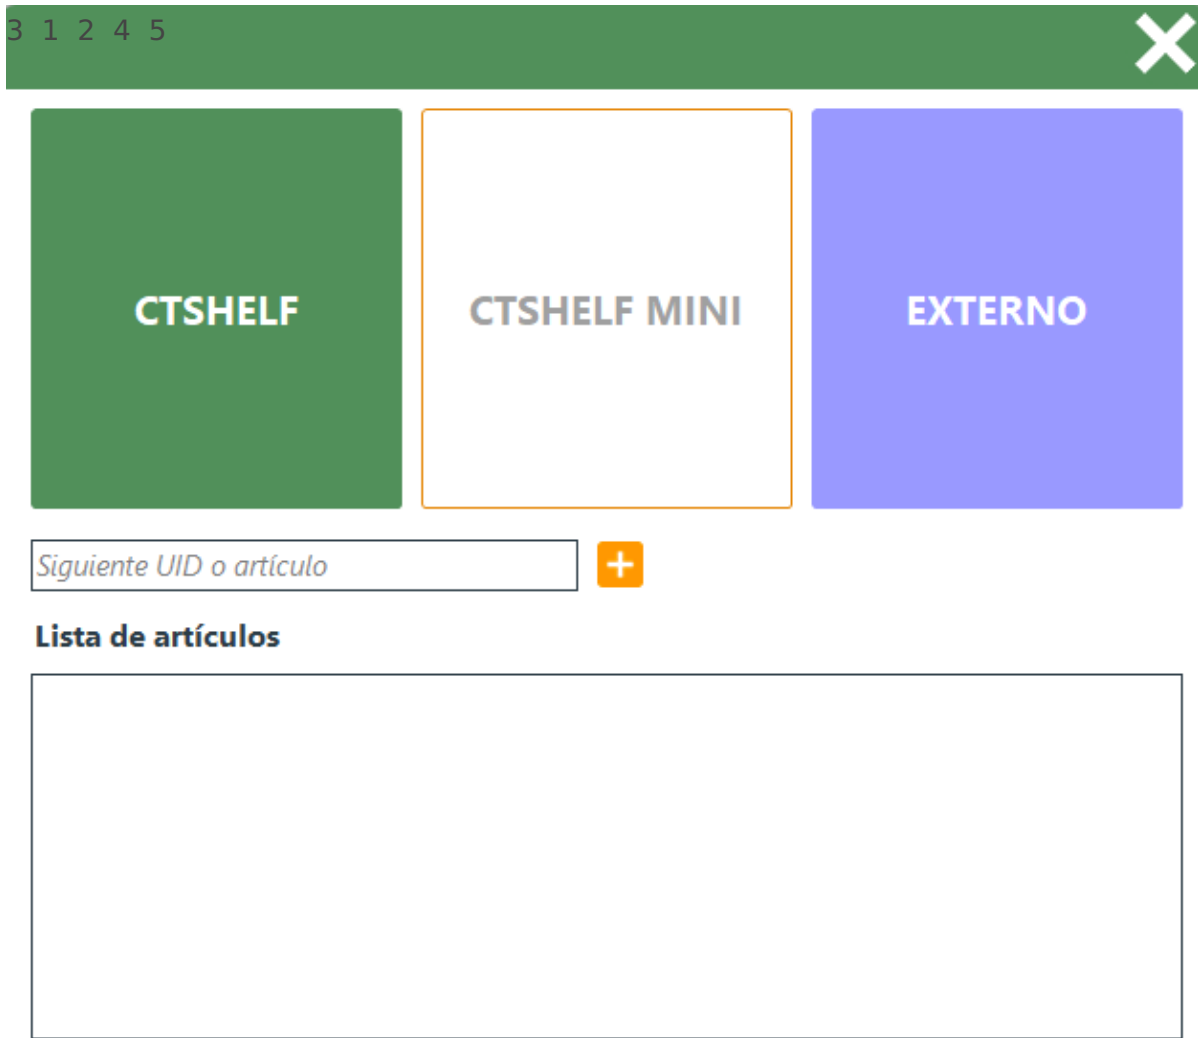 3 1 2 4 5
CTSHELF
CTSHELF MINI
EXTERNO
Siguiente UID o artículo
Lista de artículos